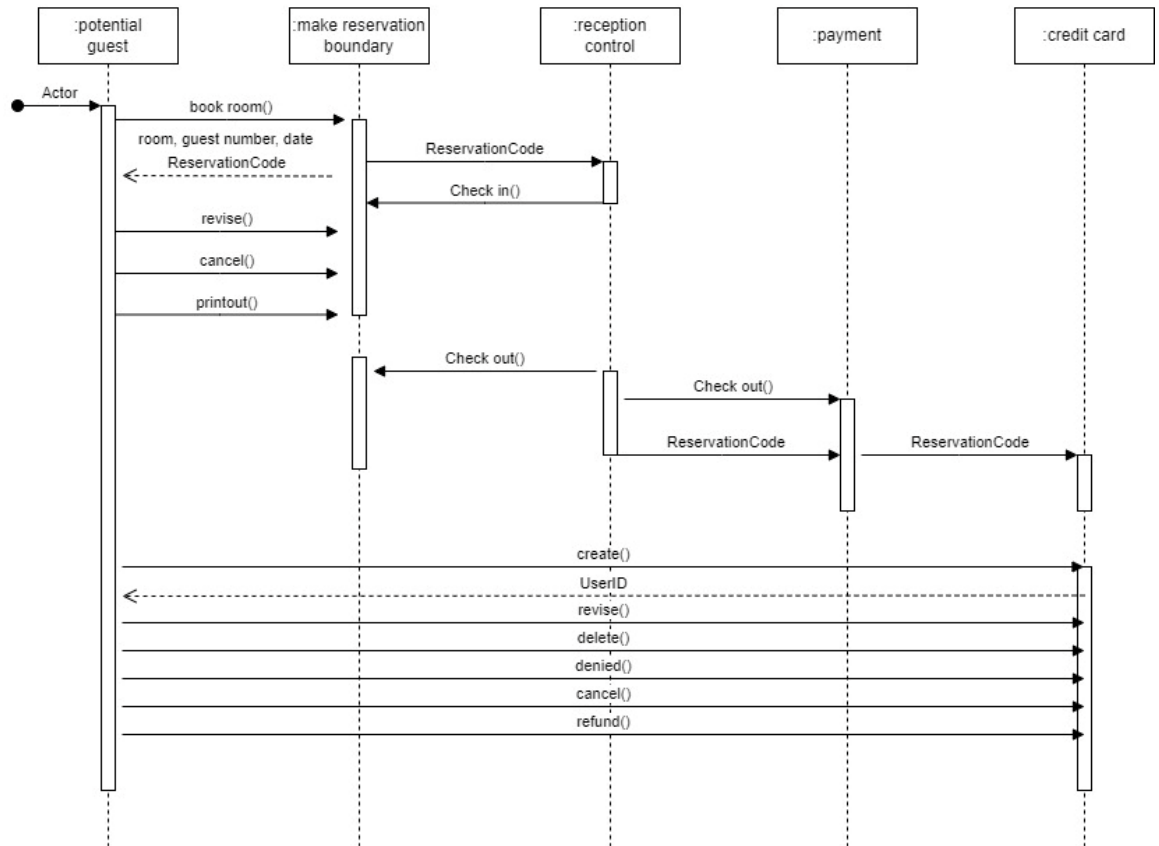 :potential
guest
:make reservation
boundary
:reception
control
:payment
:credit card
Actor
book room()
room, guest number, date
ReservationCode
ReservationCode
Check in()
revise()
cancel()
printout()
Check out()
Check out()
ReservationCode
ReservationCode
create()
UserID
revise()
delete()
denied()
cancel()
refund()